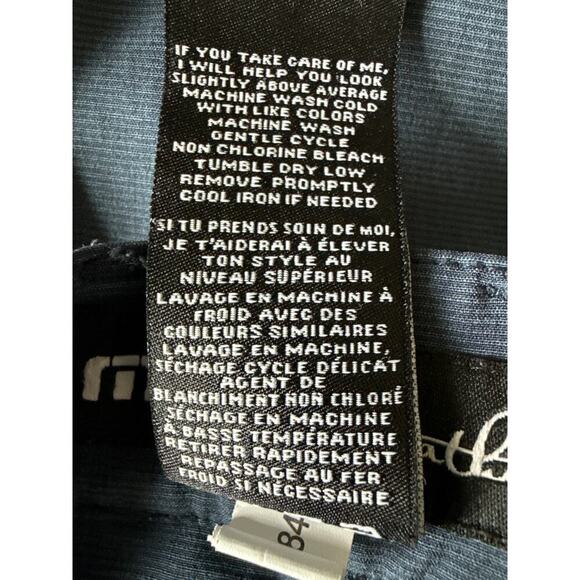 IF YOU TAKE CARE OF ME,
I WILL HELP YOU LOOK
SLIGHTLY ABOVE AVERAGE
MACHINE WASH COLD
WITH LIKE COLORS
MACHINE WASH
GENTLE CYCLE
NON CHLORINE BLEACH
TUMBLE DRY LOW
REMOVE PROMPTLY
COOL IRON IF NEEDED
SI TU PRENDS SOIN DE MOI,
JE T'AIDERAI À ÉLEVER
TON STYLE AU
NIVEAU SUPÉRIEUR
LAVAGE EN MACHINE À
FROID AVEC DES
COULEURS SIMILAIRES
LAVAGE EN MACHINE,
SÉCHAGE CYCLE DÉLICAT
AGENT DE
BLANCHIMENT NON CHLORÉ
SÉCHAGE EN MACHINE
À BASSE TEMPÉRATURE
RETIRER RAPIDEMENT
REPASSAGE AU FER
FROID SI NÉCESSAIRE
84